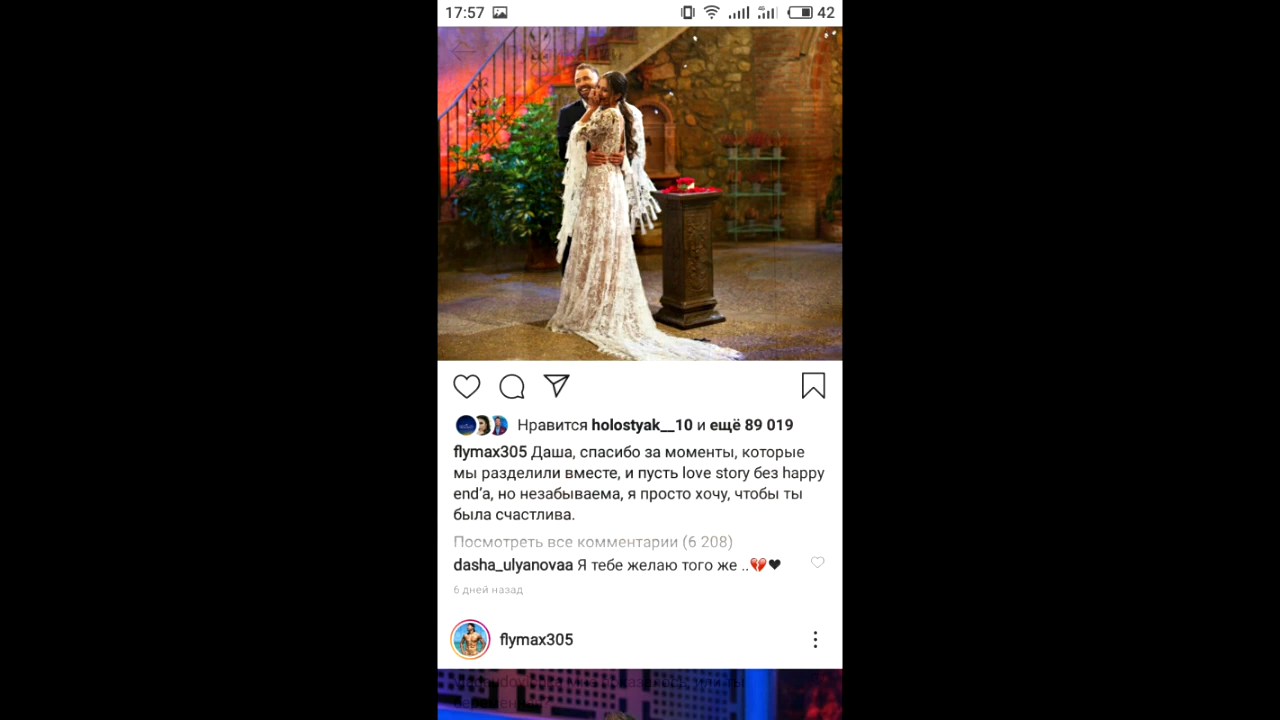 17:57
42
Нравится holostyak__10 и ещё 89 019
flymax305 Даша, спасибо за моменты, которые
мы разделили вместе, и пусть love story без happy
end'а, но незабываема, я просто хочу, чтобы ты
была счастлива.
Посмотреть все комментарии (6 208)
dasha_ulyanovaa Я тебе желаю того же ..💔🖤
6 дней назад
flymax305